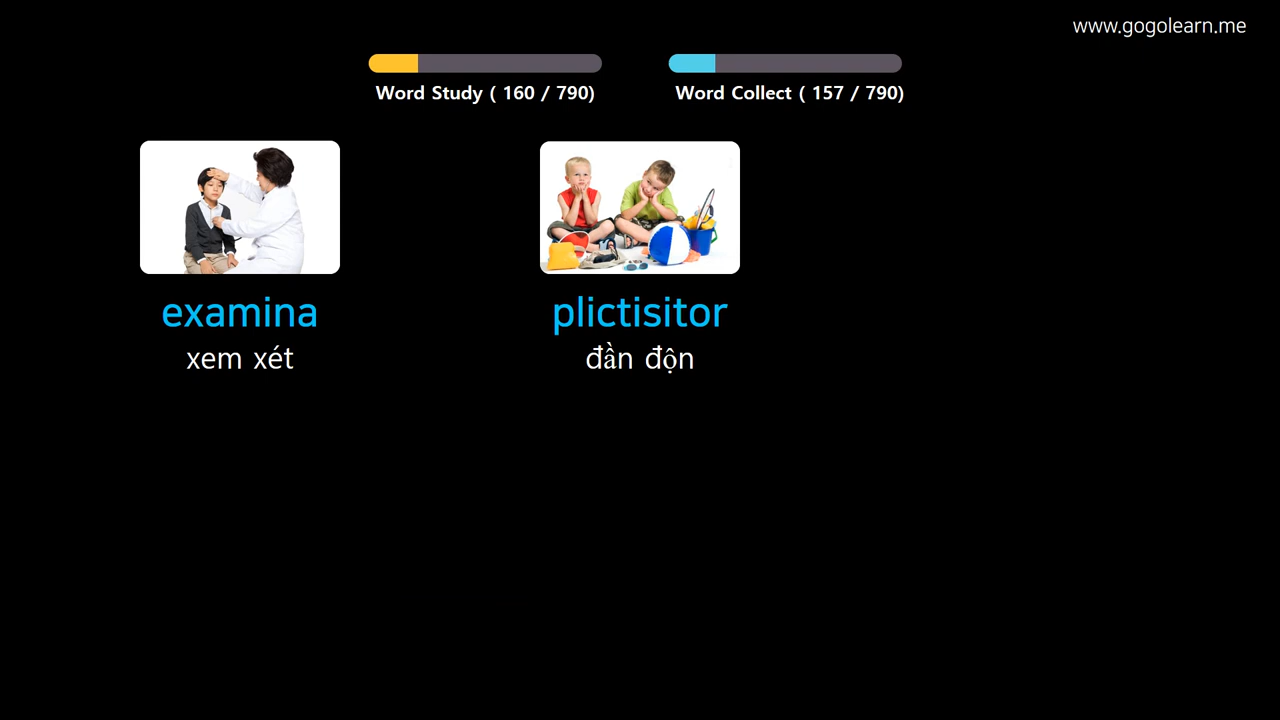 www.gogolearn.me
Word Study ( 160 / 790)
Word Collect ( 157 / 790)
examina
xem xét
plictisitor
đần độn